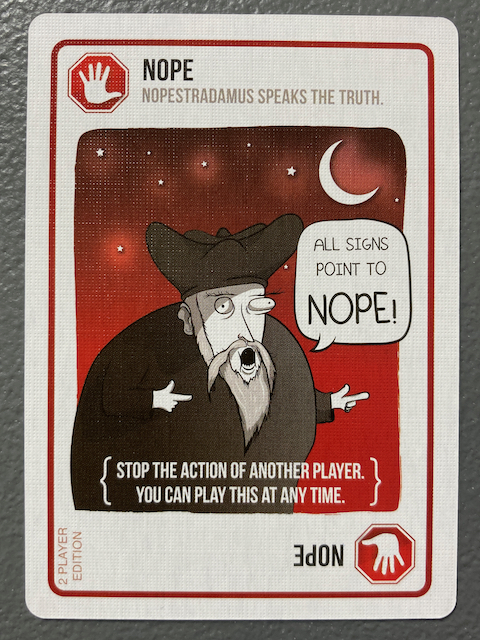 NOPE
NOPESTRADAMUS SPEAKS THE TRUTH.
ALL SIGNS
POINT TO
NOPE!
STOP THE ACTION OF ANOTHER PLAYER.
YOU CAN PLAY THIS AT ANY TIME.
2 PLAYER
EDITION
NOPE